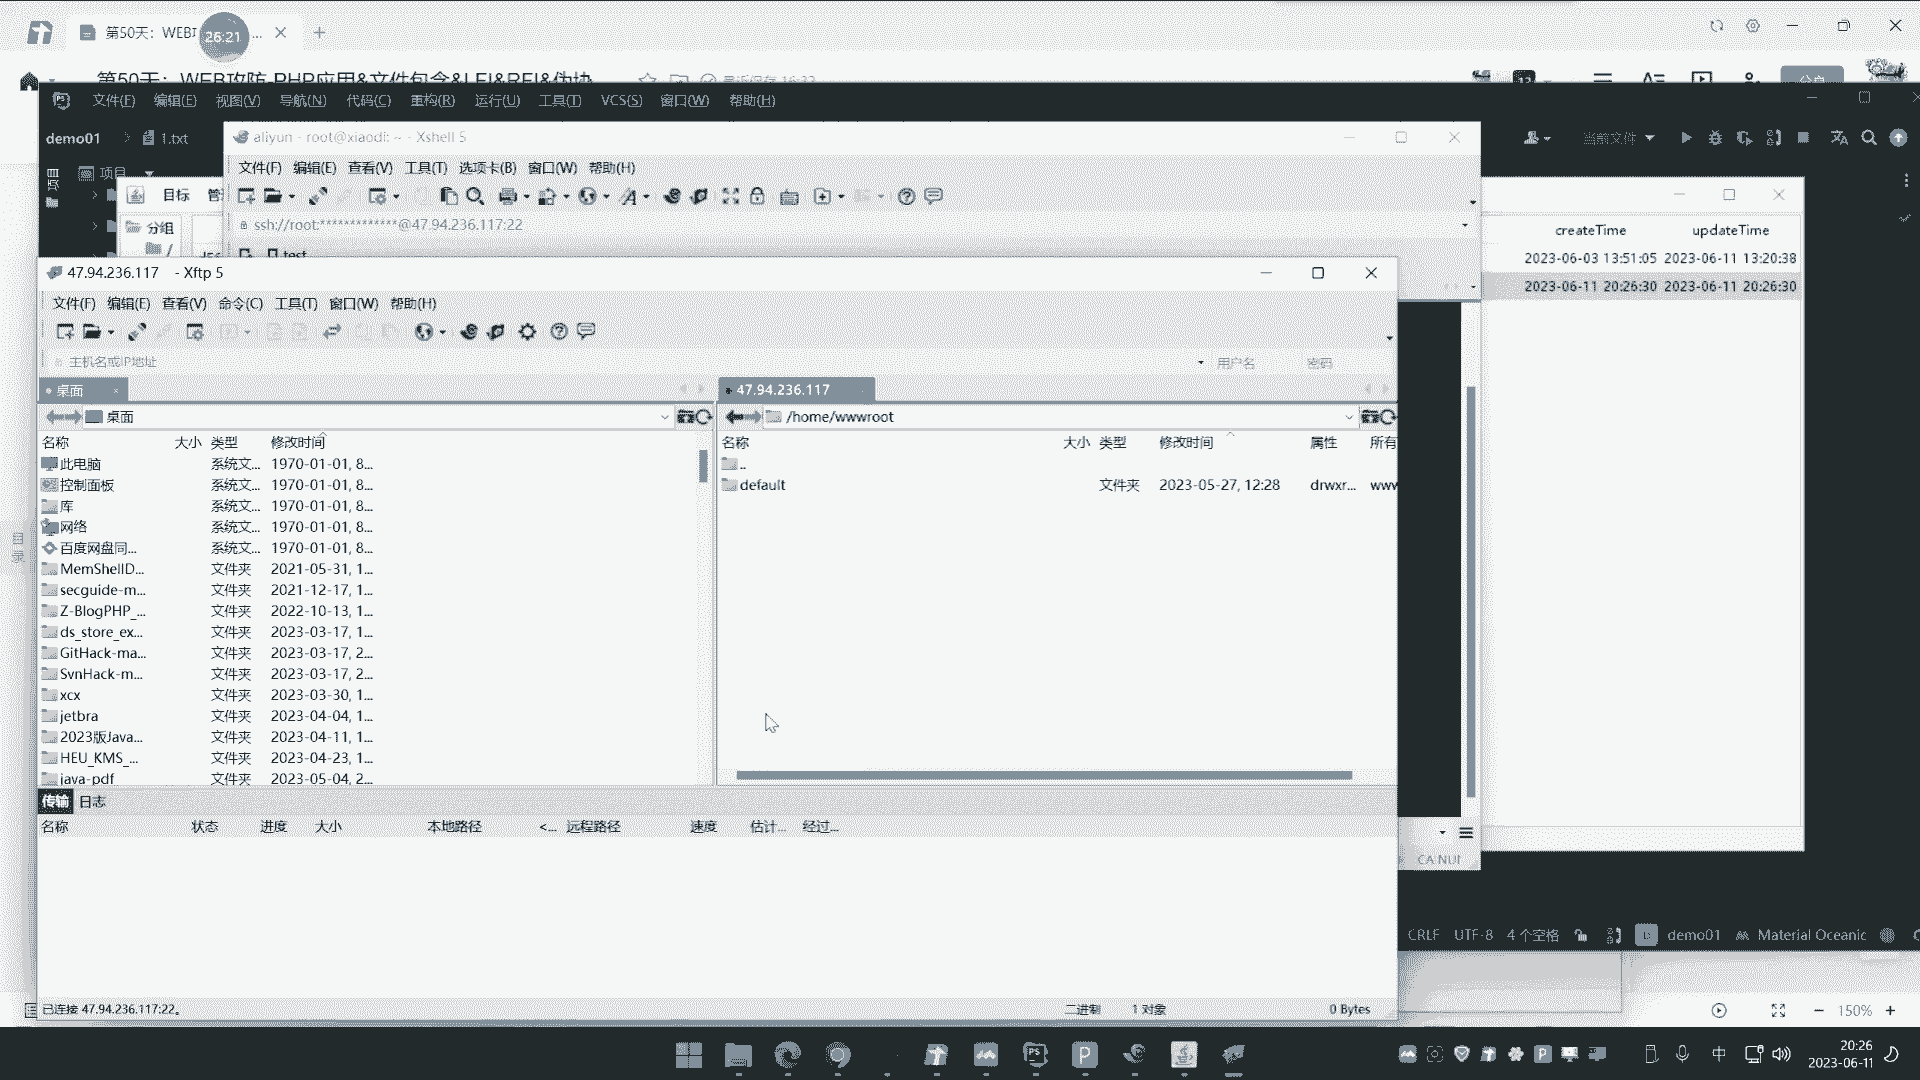 第50天：WEB
26:21
...
第50天：WEB攻防-PHP应用&文件包含&LFI&RFI&伪协
最近保存 16:32
分享
文件(F) 编辑(E) 视图(V) 导航(N) 代码(C) 重构(R) 运行(U) 工具(T) VCS(S) 窗口(W) 帮助(H)
demo01 1.txt
当前文件
项目
aliyun - root@xiaodi: ~ - Xshell 5
文件(F) 编辑(E) 查看(V) 工具(T) 选项卡(B) 窗口(W) 帮助(H)
目标
分组
/
ssh://root:*************@47.94.236.117:22
test
createTime updateTime
2023-06-03 13:51:05 2023-06-11 13:20:38
2023-06-11 20:26:30 2023-06-11 20:26:30
47.94.236.117 - Xftp 5
文件(F) 编辑(E) 查看(V) 命令(C) 工具(T) 窗口(W) 帮助(H)
主机名或IP地址 用户名 密码
桌面
桌面
名称 大小 类型 修改时间
此电脑 系统文... 1970-01-01, 8...
控制面板 系统文... 1970-01-01, 8...
库 系统文... 1970-01-01, 8...
网络 系统文... 1970-01-01, 8...
百度网盘同... 系统文... 1970-01-01, 8...
MemShellD... 文件夹 2021-05-31, 1...
secguide-m... 文件夹 2021-12-17, 1...
Z-BlogPHP_... 文件夹 2022-10-13, 1...
ds_store_ex... 文件夹 2023-03-17, 1...
GitHack-ma... 文件夹 2023-03-17, 2...
SvnHack-m... 文件夹 2023-03-17, 2...
xcx 文件夹 2023-03-30, 1...
jetbra 文件夹 2023-04-04, 1...
2023版Java... 文件夹 2023-04-11, 1...
HEU_KMS_... 文件夹 2023-04-23, 1...
java-pdf 文件夹 2023-05-04, 2...
47.94.236.117
/home/wwwroot
名称 大小 类型 修改时间 属性 所有
..
default 文件夹 2023-05-27, 12:28 drwxr... www
传输 日志
名称 状态 进度 大小 本地路径 <... 远程路径 速度 估计... 经过...
已连接 47.94.236.117:22。 二进制 1 对象 0 Bytes
目录
CRLF UTF-8 4 个空格 demo01 Material Oceanic
150%
中
20:26
2023-06-11